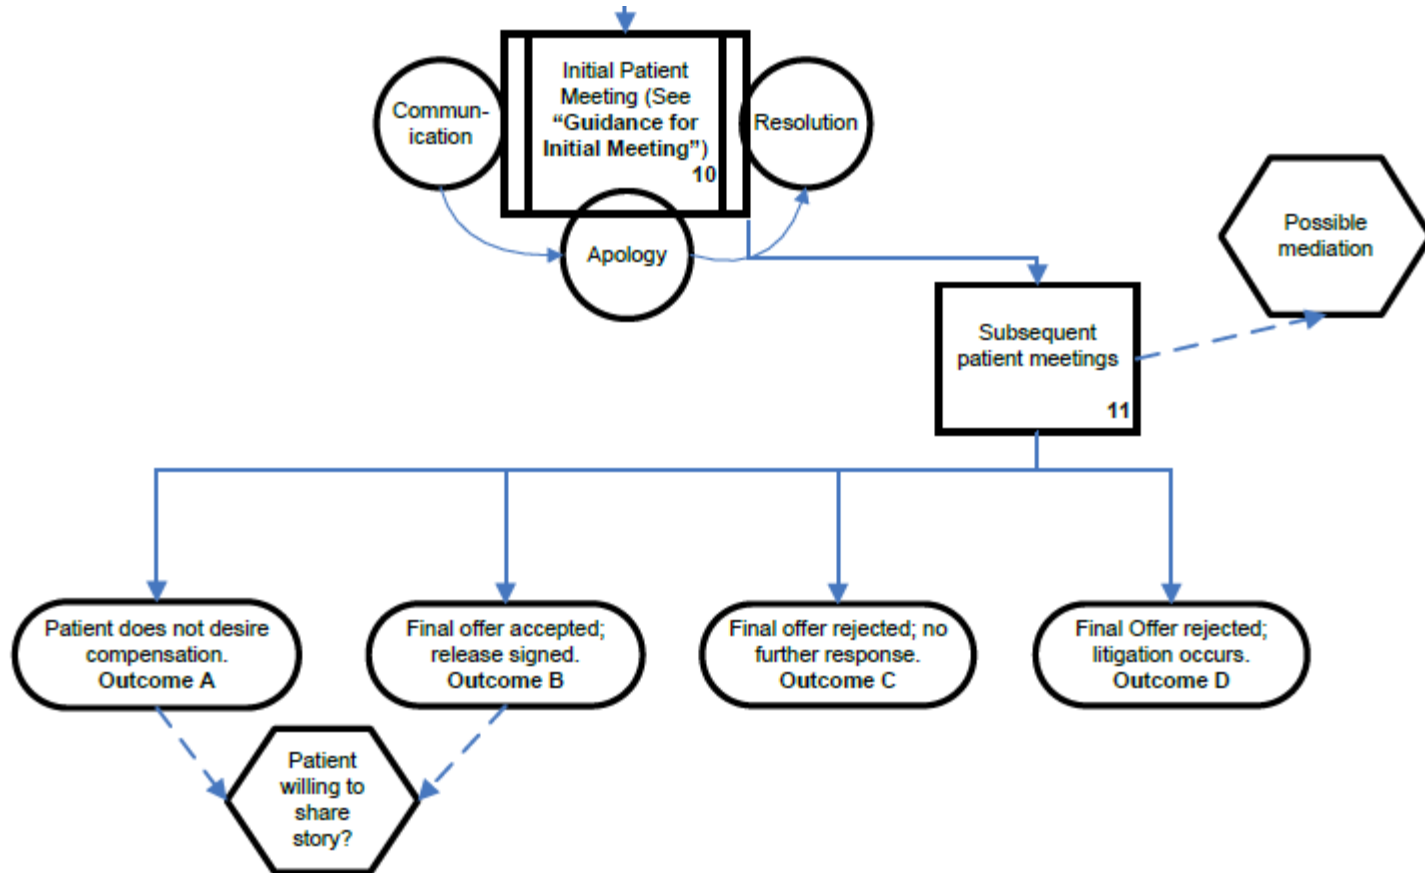 Initial Patient
Meeting (See
“Guidance for
Initial Meeting”)
10
Commun-
ication
Resolution
Apology
Possible
mediation
Subsequent
patient meetings
11
Patient does not desire
compensation.
Outcome A
Final offer accepted;
release signed.
Outcome B
Final offer rejected; no
further response.
Outcome C
Final Offer rejected;
litigation occurs.
Outcome D
Patient
willing to
share
story?